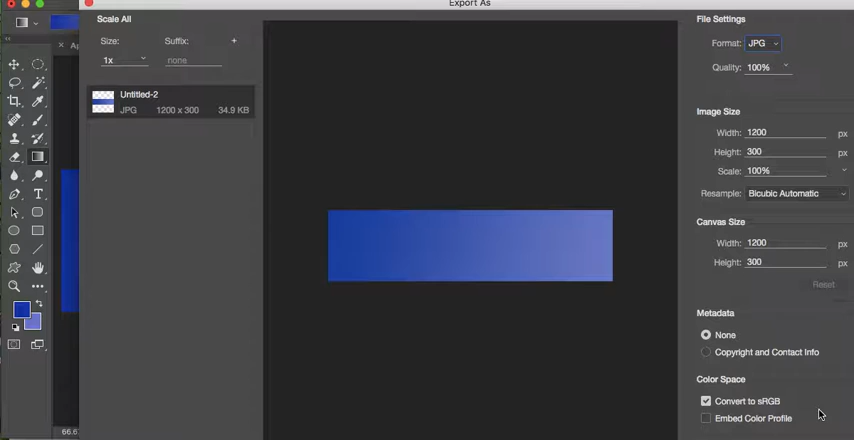 Export As
Scale All
Size:
Suffix:
+
1x
none
Untitled-2
JPG
1200 x 300
34.9 KB
File Settings
Format: JPG
Quality: 100%
Image Size
Width: 1200 px
Height: 300 px
Scale: 100%
Resample: Bicubic Automatic
Canvas Size
Width: 1200 px
Height: 300 px
Reset
Metadata
None
Copyright and Contact Info
Color Space
Convert to sRGB
Embed Color Profile
× Ap
T
66.6